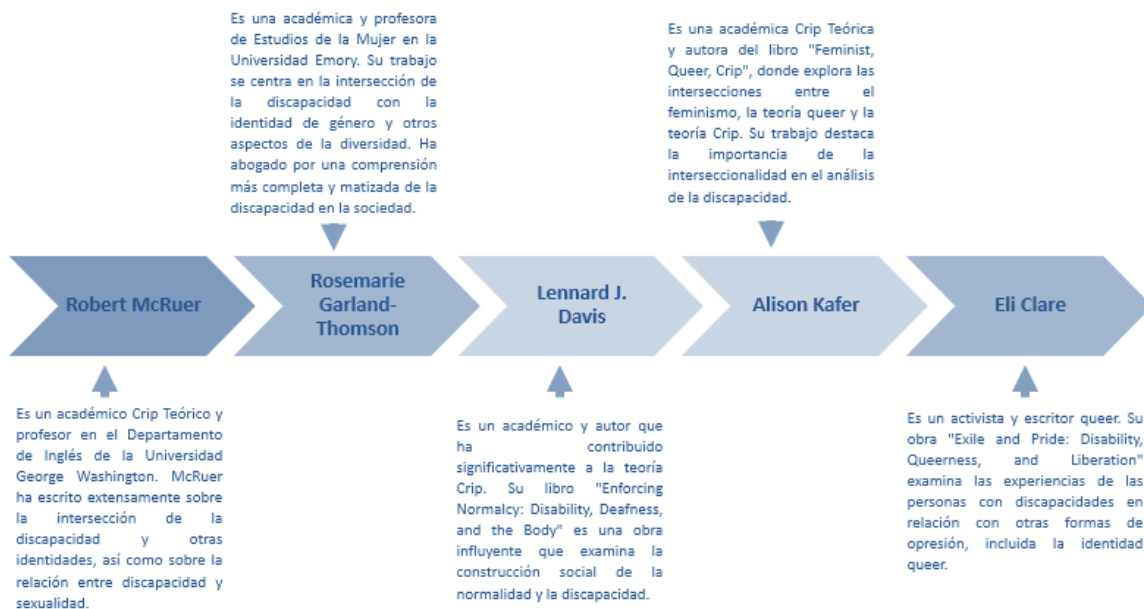 Es una académica y profesora
de Estudios de la Mujer en la
Universidad Emory. Su trabajo
se centra en la intersección de
la discapacidad con la
identidad de género y otros
aspectos de la diversidad. Ha
abogado por una comprensión
más completa y matizada de la
discapacidad en la sociedad.
Es una académica Crip Teórica
y autora del libro "Feminist,
Queer, Crip", donde explora las
intersecciones entre el
feminismo, la teoría queer y la
teoría Crip. Su trabajo destaca
la importancia de la
interseccionalidad en el análisis
de la discapacidad.
Robert McRuer
Rosemarie
Garland-
Thomson
Lennard J.
Davis
Alison Kafer
Eli Clare
Es un académico Crip Teórico y
profesor en el Departamento
de Inglés de la Universidad
George Washington. McRuer
ha escrito extensamente sobre
la intersección de la
discapacidad y otras
identidades, así como sobre la
relación entre discapacidad y
sexualidad.
Es un académico y autor que
ha contribuido
significativamente a la teoría
Crip. Su libro "Enforcing
Normalcy: Disability, Deafness,
and the Body" es una obra
influyente que examina la
construcción social de la
normalidad y la discapacidad.
Es un activista y escritor queer. Su
obra "Exile and Pride: Disability,
Queerness, and Liberation"
examina las experiencias de las
personas con discapacidades en
relación con otras formas de
opresión, incluida la identidad
queer.